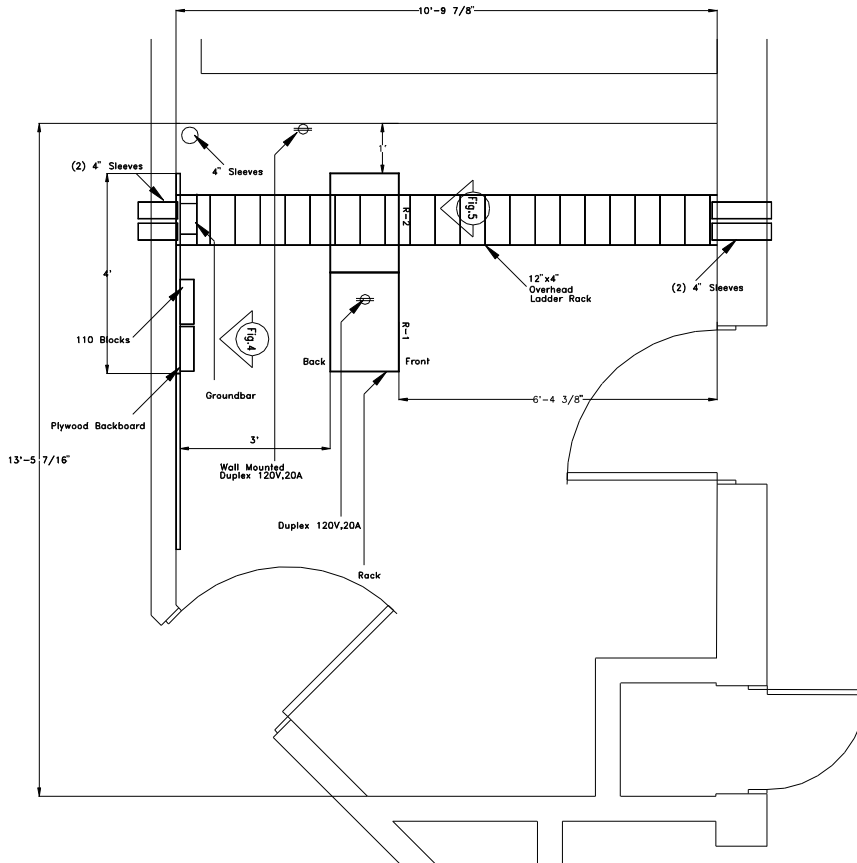 10'-9 7/8"
1'
(2) 4" Sleeves
4" Sleeves
R-2
Fig.5
4'
12"x4"
Overhead
Ladder Rack
(2) 4" Sleeves
110 Blocks
Fig.4
R-1
Back
Front
Groundbar
6'-4 3/8"
Plywood Backboard
3'
13'-5 7/16"
Wall Mounted
Duplex 120V,20A
Duplex 120V,20A
Rack